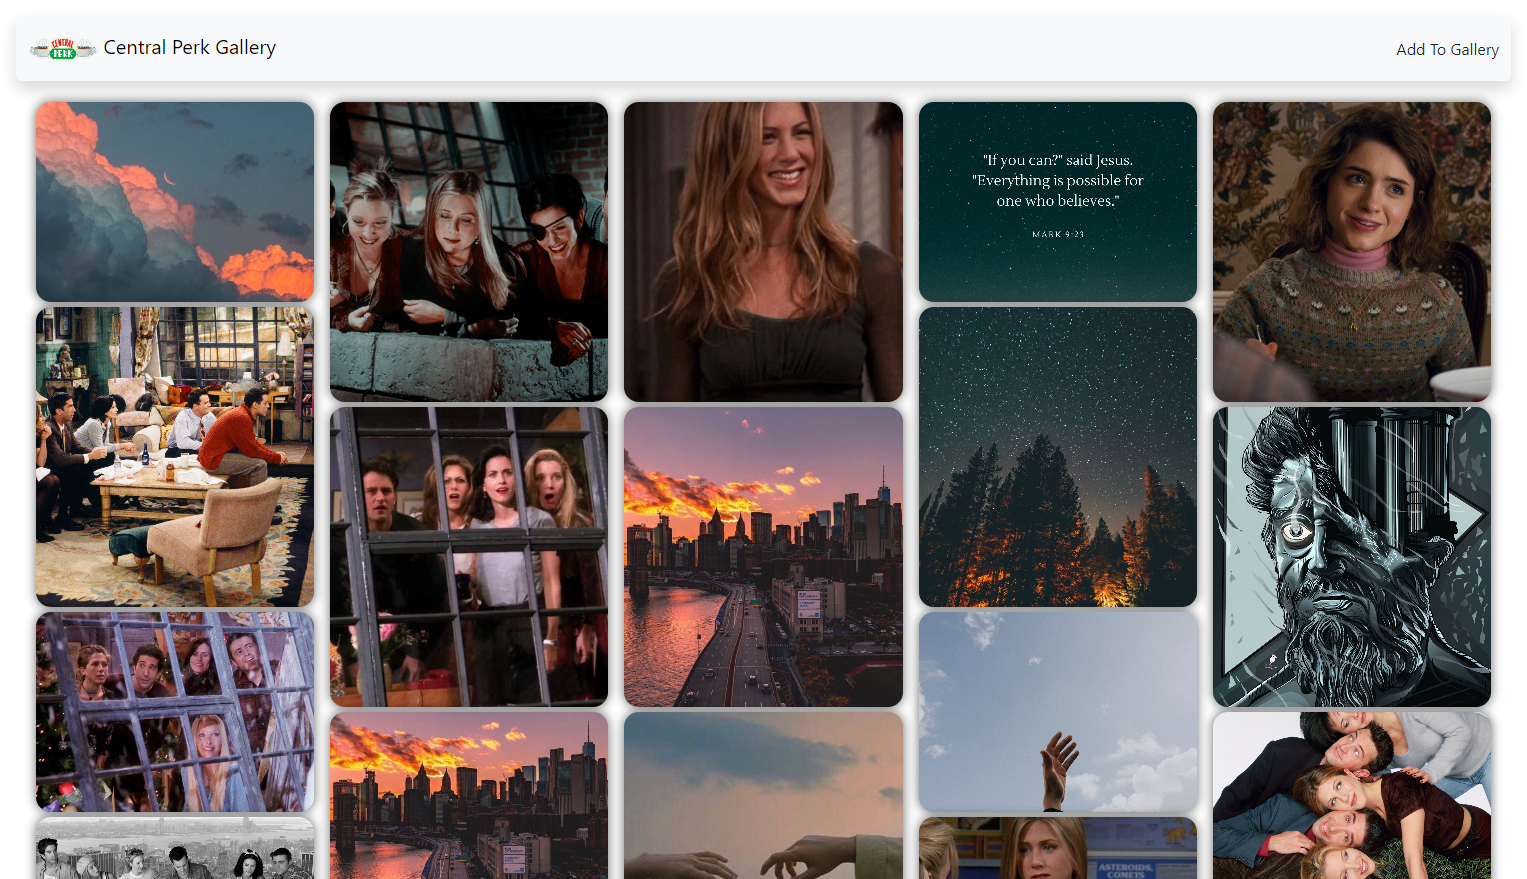 CENTRAL
PERK
Central Perk Gallery
Add To Gallery
"If you can?" said Jesus.
"Everything is possible for
one who believes."
MARK 9:23
ASTEROIDS,
COMETS